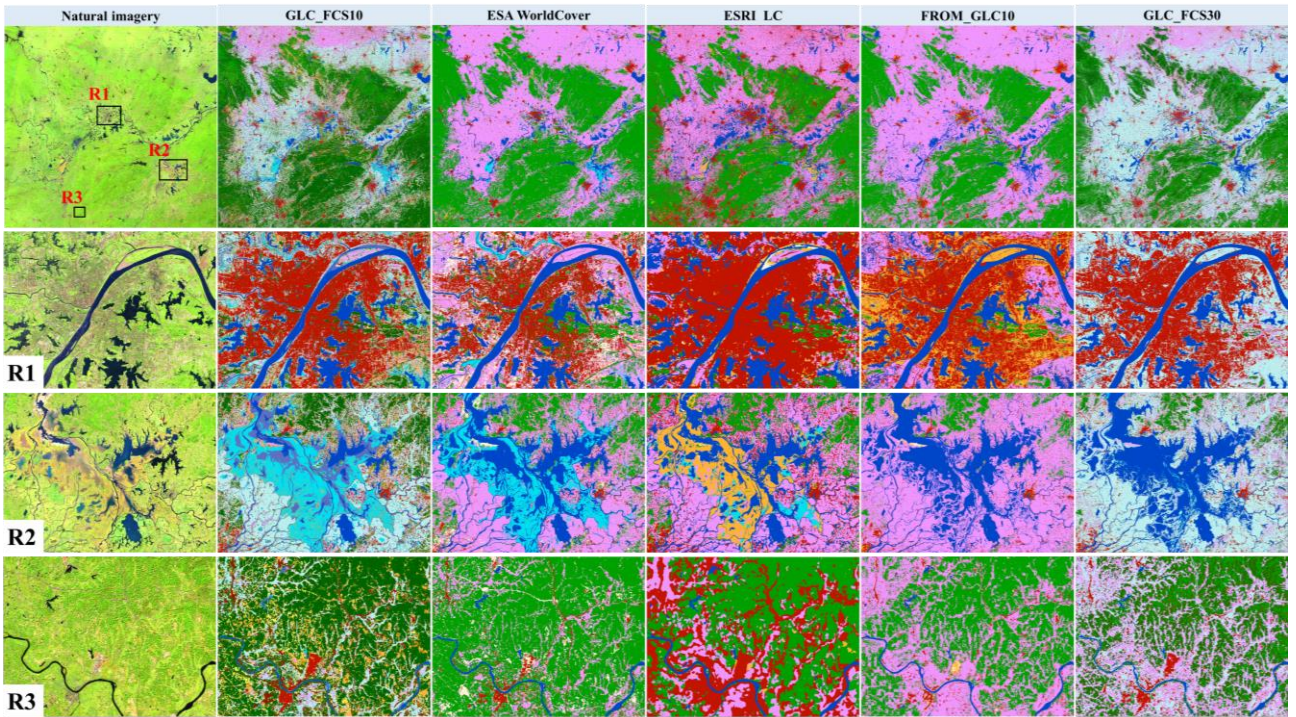 Natural imagery GLC_FCS10 ESA WorldCover ESRI LC FROM_GLC10 GLC_FCS30
R1
R2
R3
R1
R2
R3